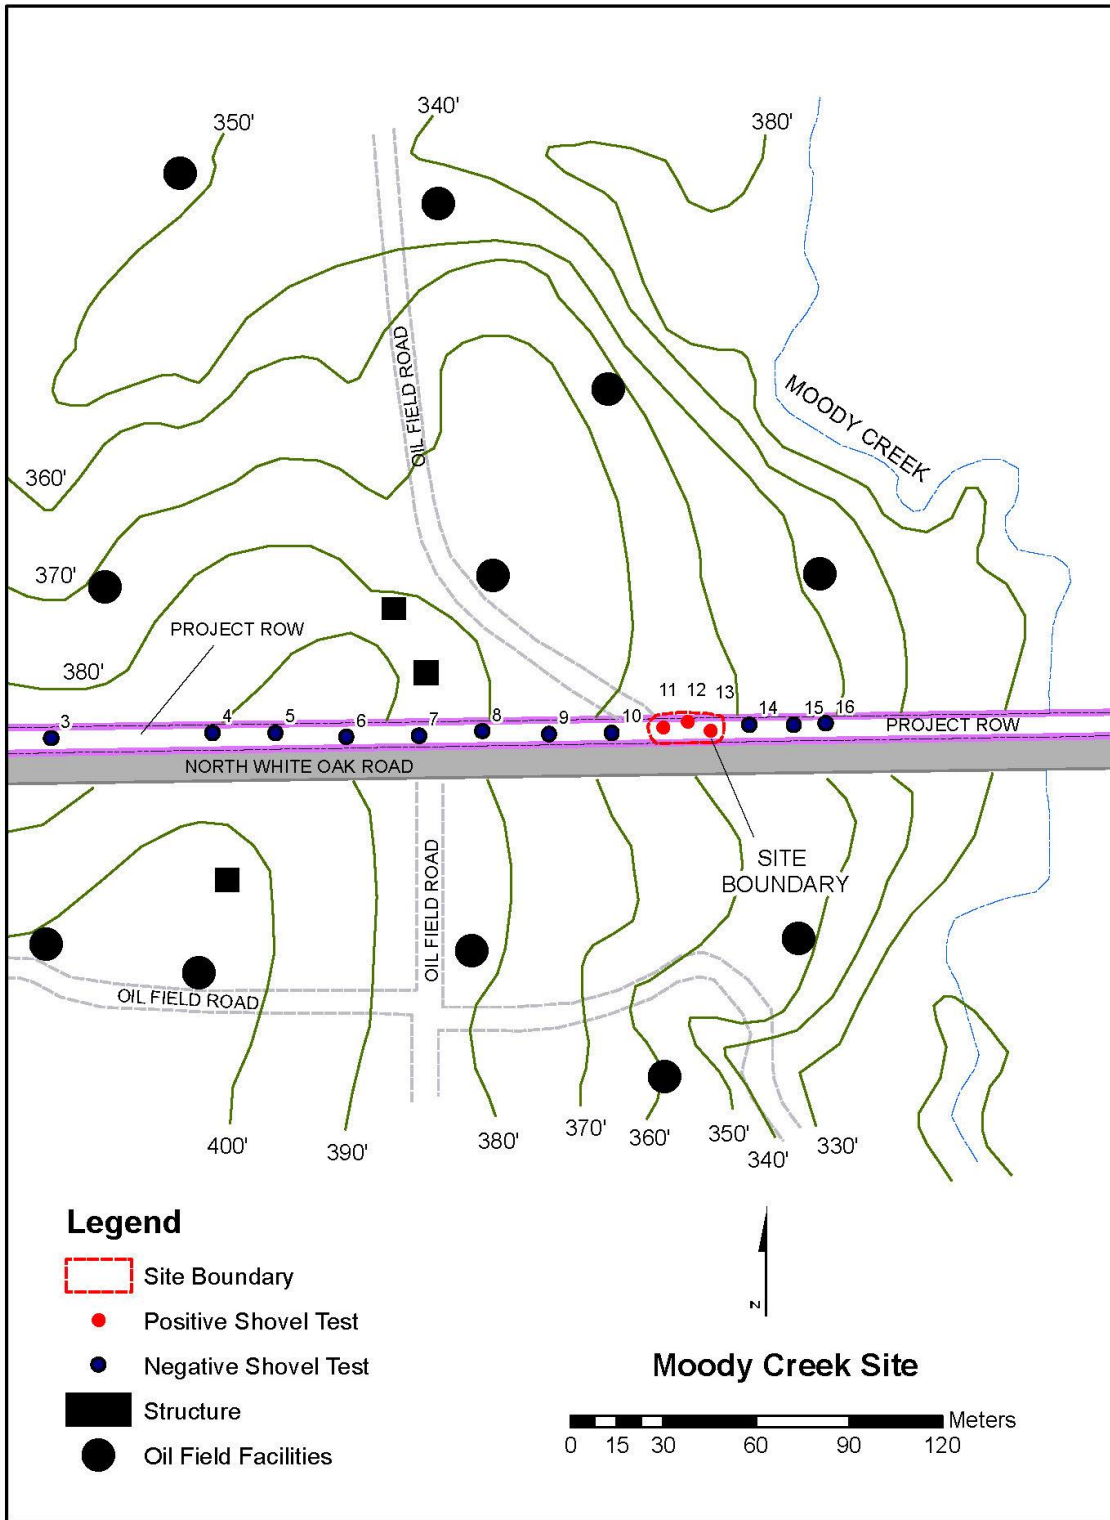 340'
350'
380'
OIL FIELD ROAD
MOODY CREEK
360'
370'
PROJECT ROW
380'
11 12 13
3 4 5 6 7 8 9 10 14 15 16
PROJECT ROW
NORTH WHITE OAK ROAD
SITE
BOUNDARY
OIL FIELD ROAD
OIL FIELD ROAD
400'
390'
380'
370'
360'
350'
340'
330'
Legend
Site Boundary
Positive Shovel Test
Negative Shovel Test
Structure
Oil Field Facilities
N
Moody Creek Site
Meters
0 15 30 60 90 120